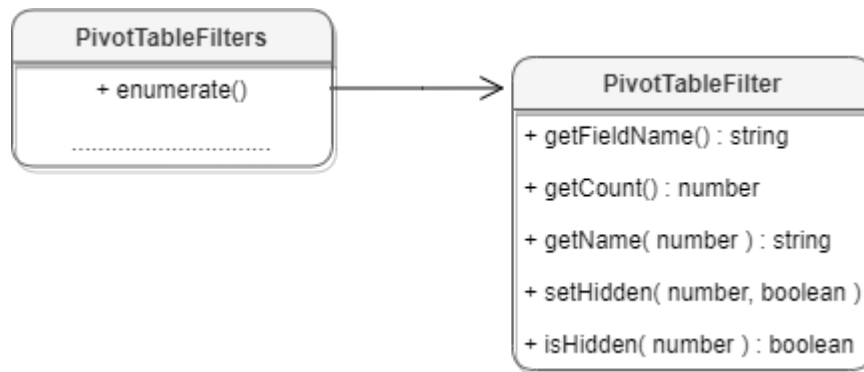 PivotTableFilters
+ enumerate()
..............................
PivotTableFilter
+ getFieldName() : string
+ getCount() : number
+ getName( number ) : string
+ setHidden( number, boolean )
+ isHidden( number ) : boolean